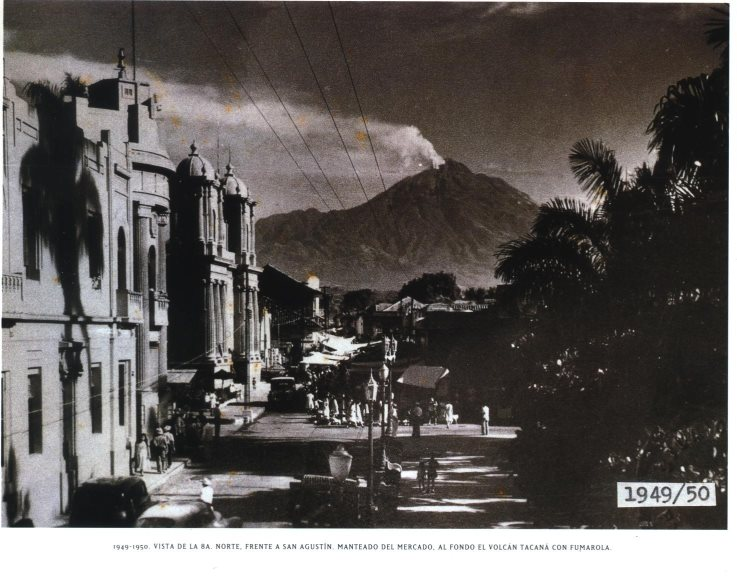 1949/50
1949-1950. VISTA DE LA 8A. NORTE, FRENTE A SAN AGUSTÍN. MANTEADO DEL MERCADO, AL FONDO EL VOLCÁN TACANÁ CON FUMAROLA.